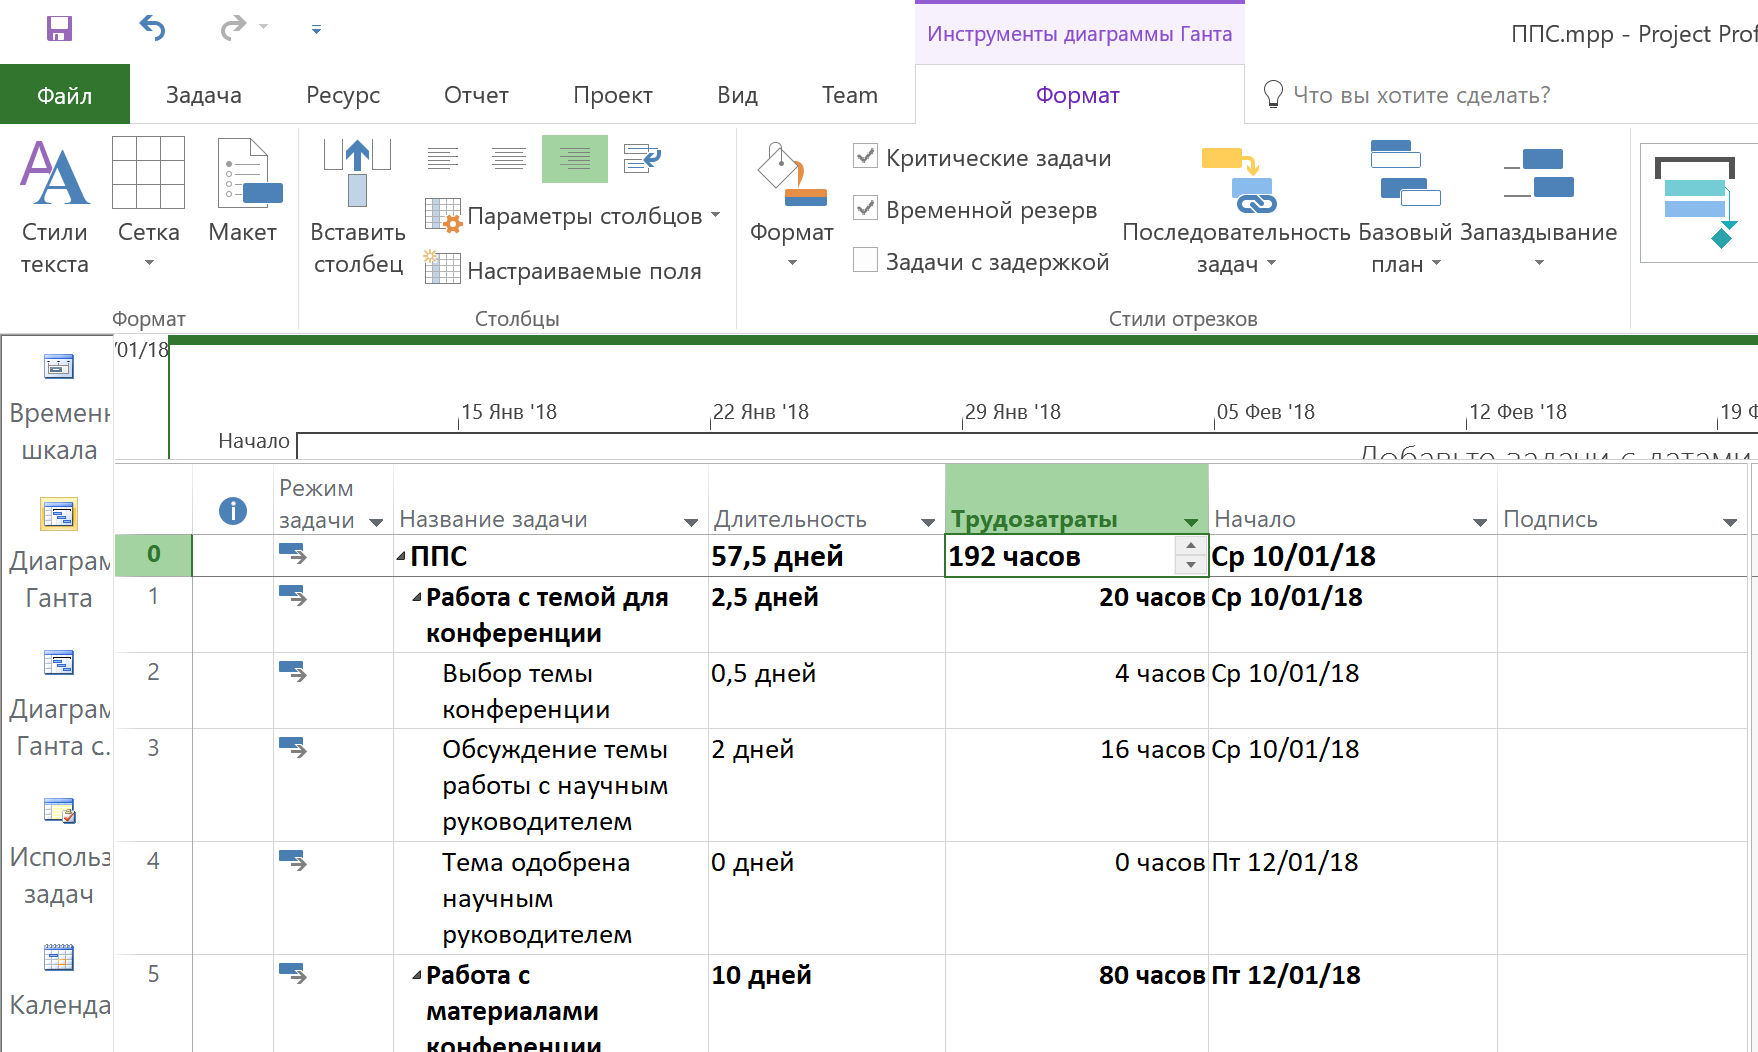 Инструменты диаграммы Ганта
ППС.mpp - Project Prof
Файл
Задача
Ресурс
Отчет
Проект
Вид
Team
Формат
Что вы хотите сделать?
Стили
текста
Сетка
Макет
Формат
Вставить
столбец
Параметры столбцов
Настраиваемые поля
Столбцы
Формат
Критические задачи
Временной резерв
Задачи с задержкой
Последовательность
задач
Базовый
план
Запаздывание
Стили отрезков
/01/18
15 Янв '18
22 Янв '18
29 Янв '18
05 Фев '18
12 Фев '18
19 Ф
Начало
Добавьте задачи с датами
Времен
шкала
Диаграм
Ганта
Диаграм
Ганта с.
Использ
задач
Календа
Режим
задачи
Название задачи
Длительность
Трудозатраты
Начало
Подпись
0
ППС
57,5 дней
192 часов
Ср 10/01/18
1
Работа с темой для
конференции
2,5 дней
20 часов
Ср 10/01/18
2
Выбор темы
конференции
0,5 дней
4 часов
Ср 10/01/18
3
Обсуждение темы
работы с научным
руководителем
2 дней
16 часов
Ср 10/01/18
4
Тема одобрена
научным
руководителем
0 дней
0 часов
Пт 12/01/18
5
Работа с
материалами
конференции
10 дней
80 часов
Пт 12/01/18